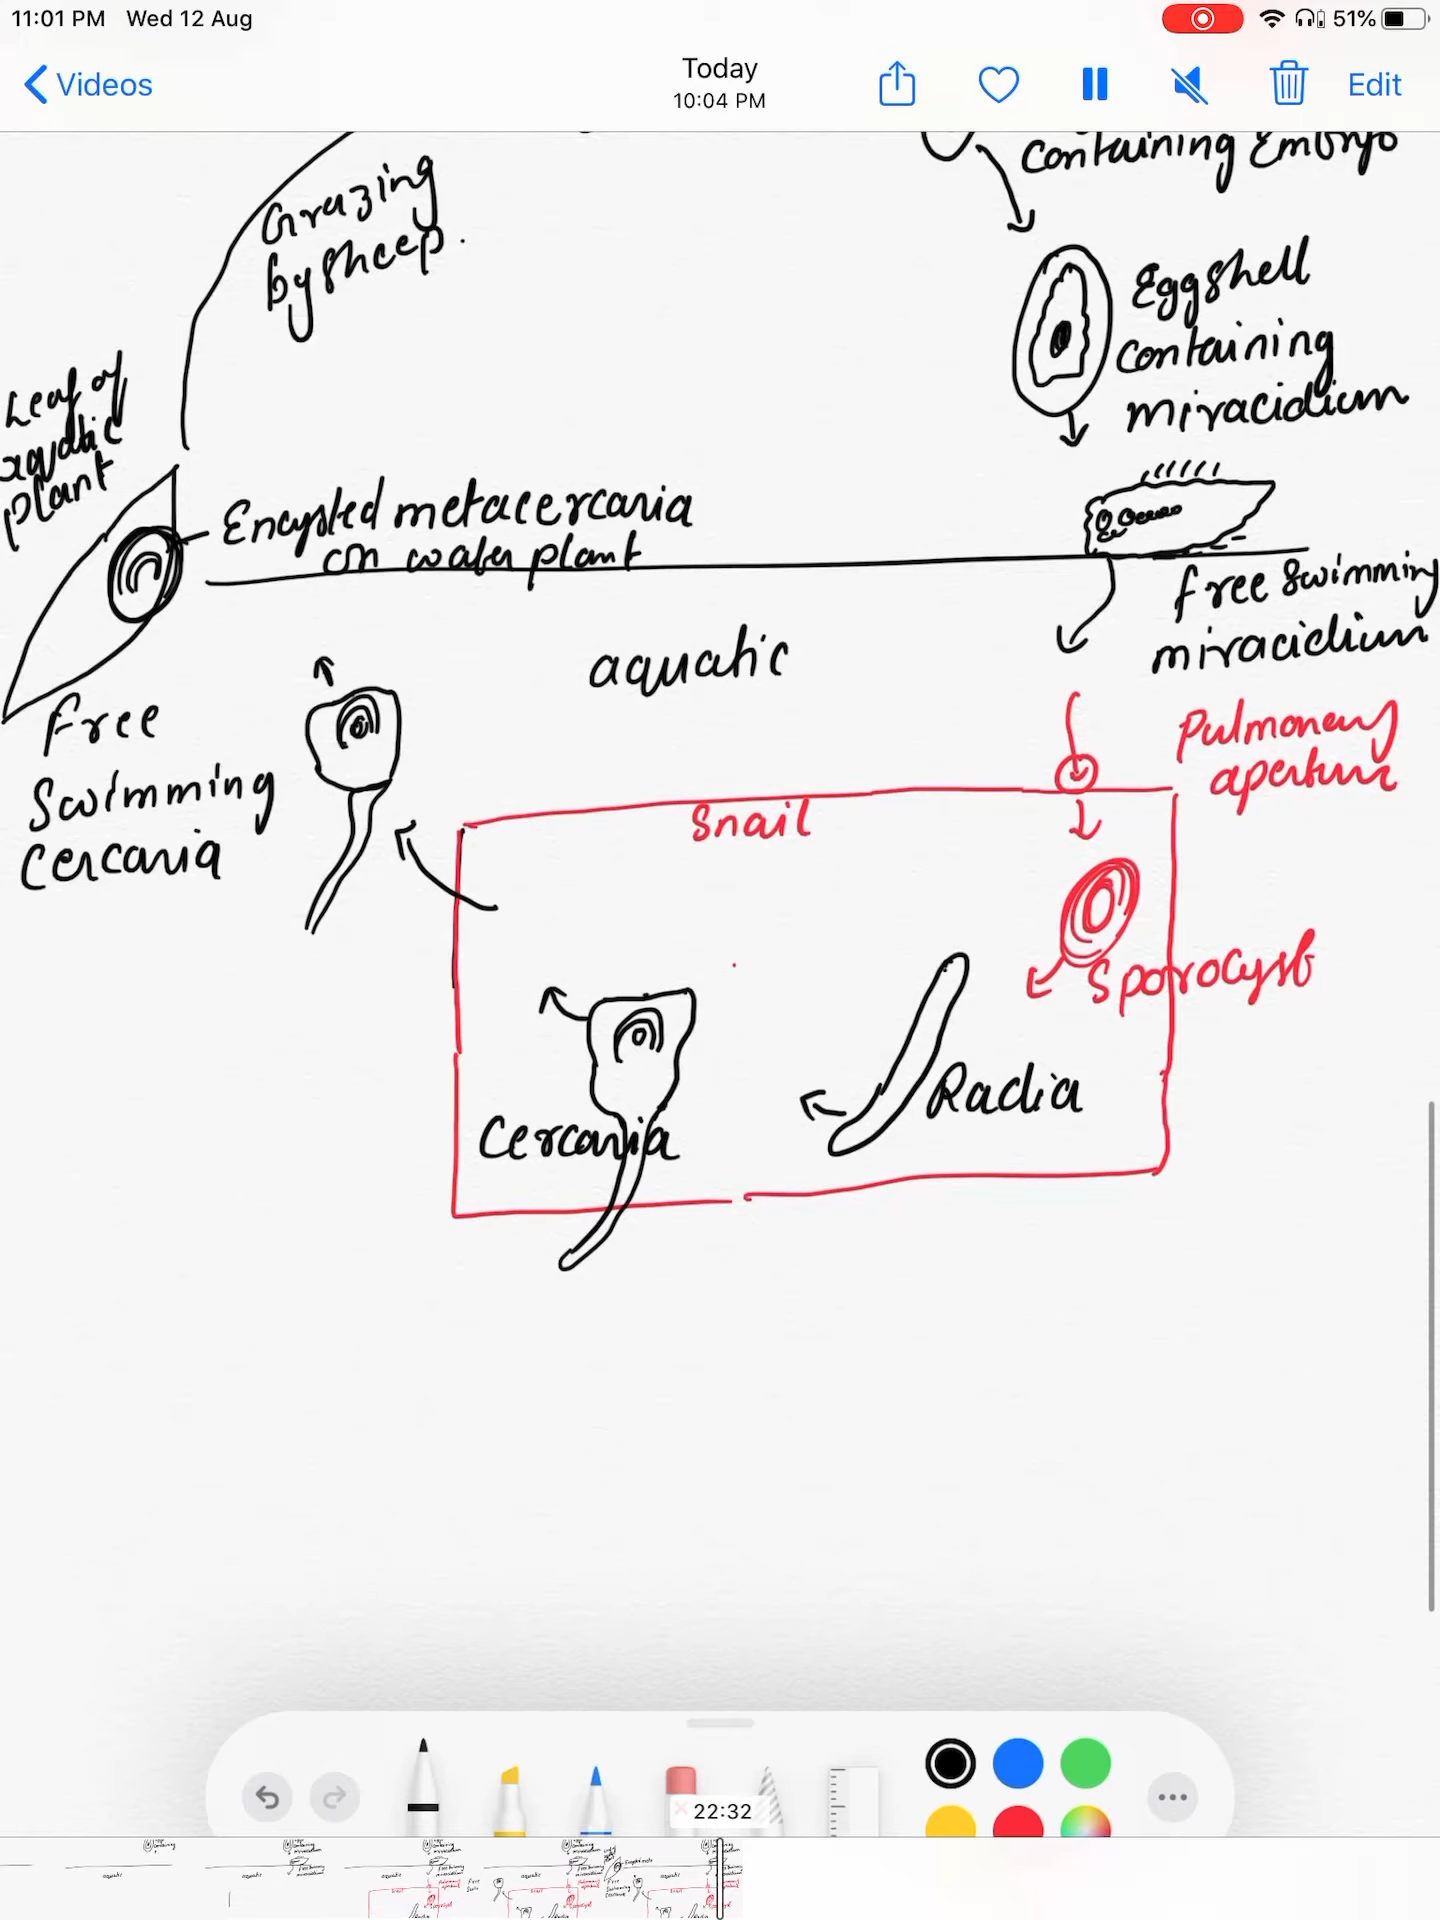 11:01 PM Wed 12 Aug
51%
Videos
Today
10:04 PM
Edit
containing Embryo
Grazing
by sheep.
Eggshell
containing
miracidium
Leaf of
aquatic
plant
Encysted metacercaria
on water plant
free swimming
miracidium
aquatic
Free
Swimming
Cercaria
Pulmonary
aperture
Snail
Sporocyst
Radia
Cercaria
22:32